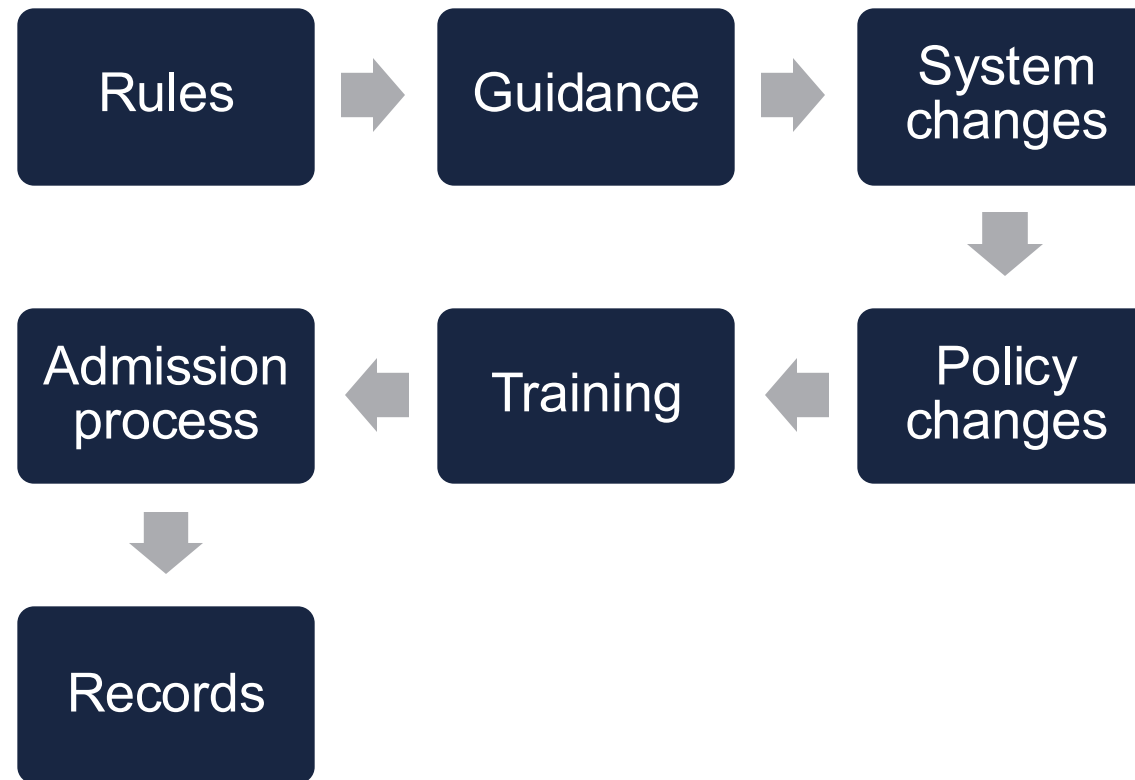 Rules
Guidance
System
changes
Policy
changes
Training
Admission
process
Records